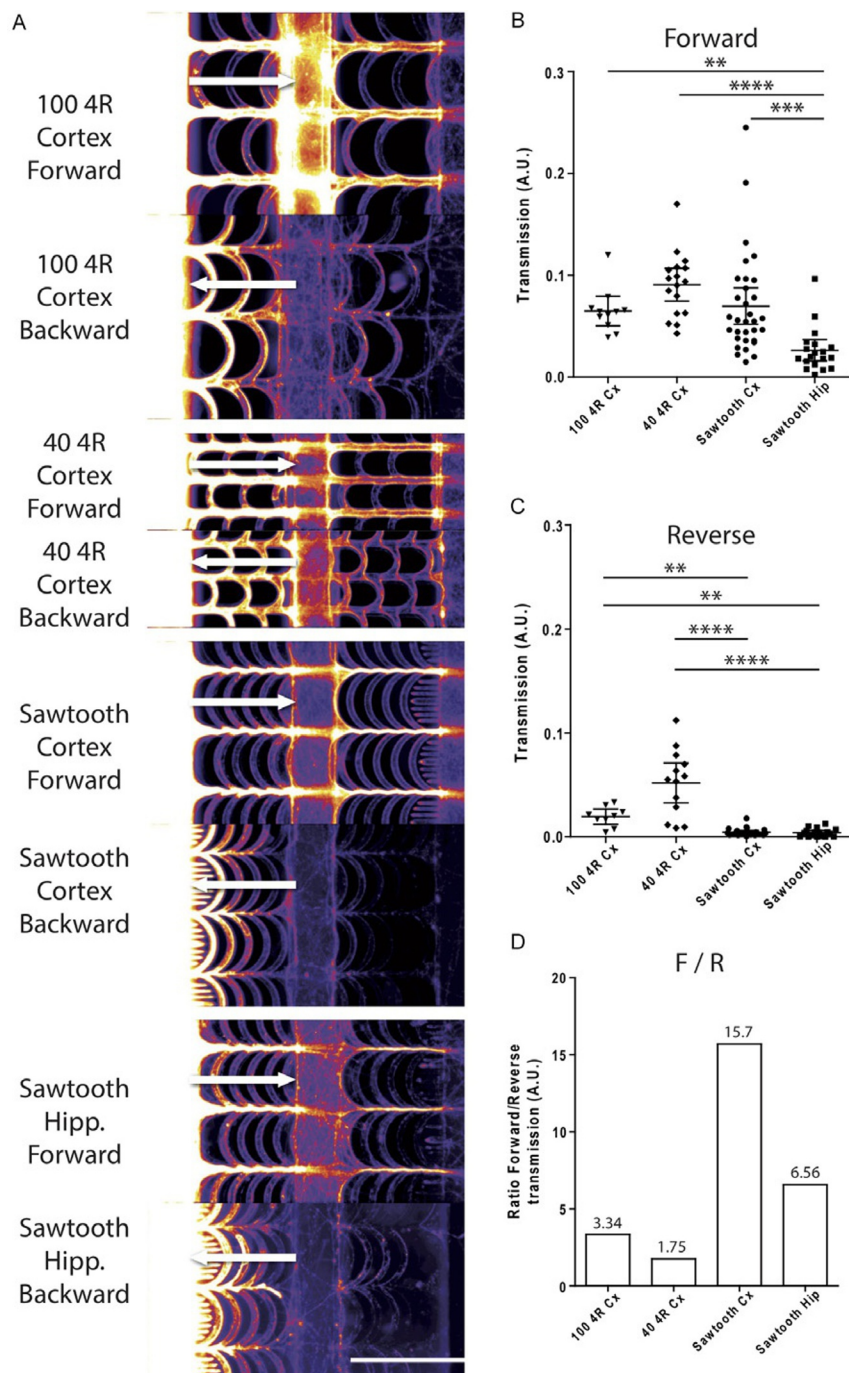 A
100 4R
Cortex
Forward
100 4R
Cortex
Backward
40 4R
Cortex
Forward
40 4R
Cortex
Backward
Sawtooth
Cortex
Forward
Sawtooth
Cortex
Backward
Sawtooth
Hipp.
Forward
Sawtooth
Hipp.
Backward
B
Forward
**
****
***
0.3
0.2
0.1
0.0
Transmission (A.U.)
100 4R Cx
40 4R Cx
Sawtooth Cx
Sawtooth Hip
C
Reverse
**
**
****
****
0.3
0.2
0.1
0.0
Transmission (A.U.)
100 4R Cx
40 4R Cx
Sawtooth Cx
Sawtooth Hip
D
F / R
20
15
10
5
0
Ratio Forward/Reverse
transmission (A.U.)
3.34
1.75
15.7
6.56
100 4R Cx
40 4R Cx
Sawtooth Cx
Sawtooth Hip